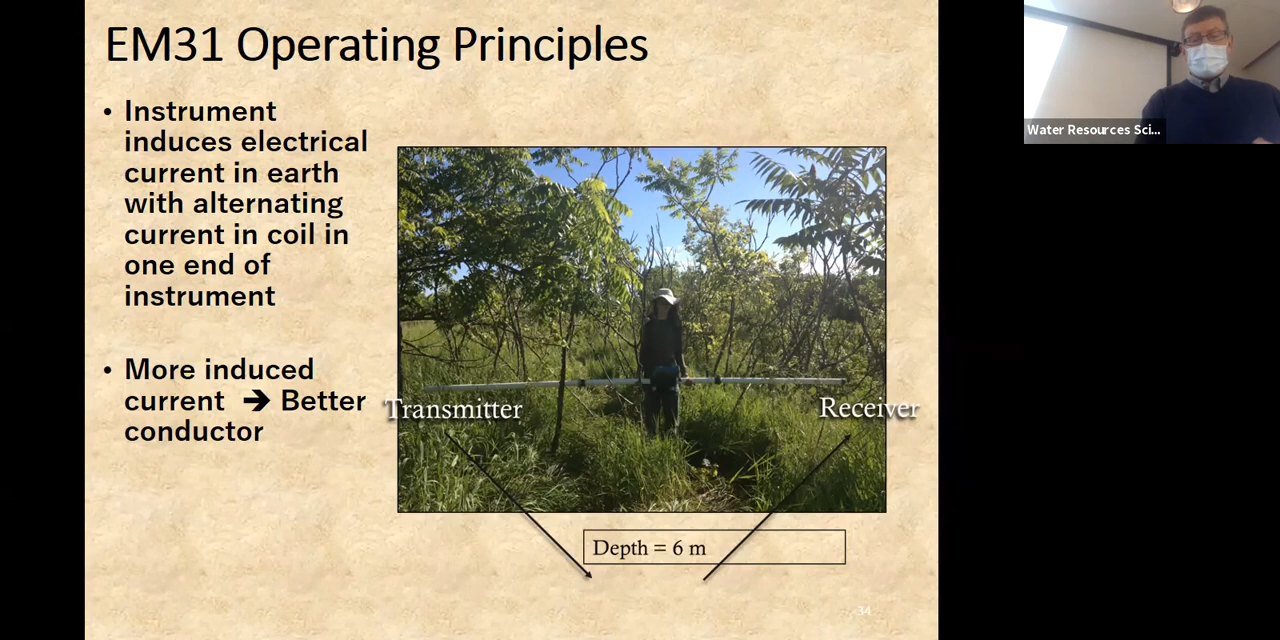 EM31 Operating Principles
• Instrument
induces electrical
current in earth
with alternating
current in coil in
one end of
instrument
• More induced
current ➔ Better
conductor
Transmitter
Receiver
Depth = 6 m
34
Water Resources Sci...